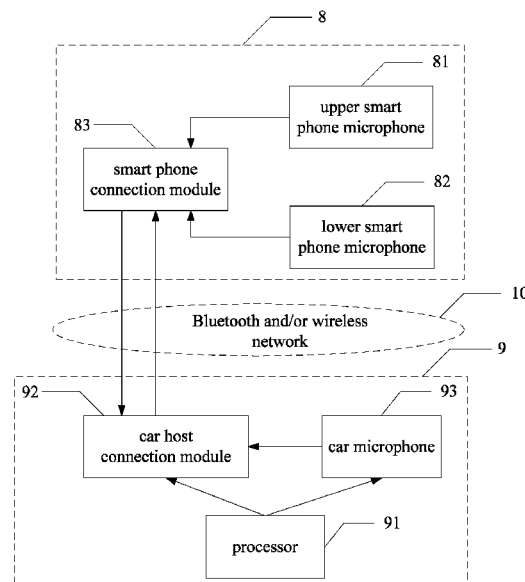 8
81
83
upper smart
phone microphone
smart phone
connection module
82
lower smart
phone microphone
10
Bluetooth and/or wireless
network
9
92
93
car host
connection module
car microphone
91
processor